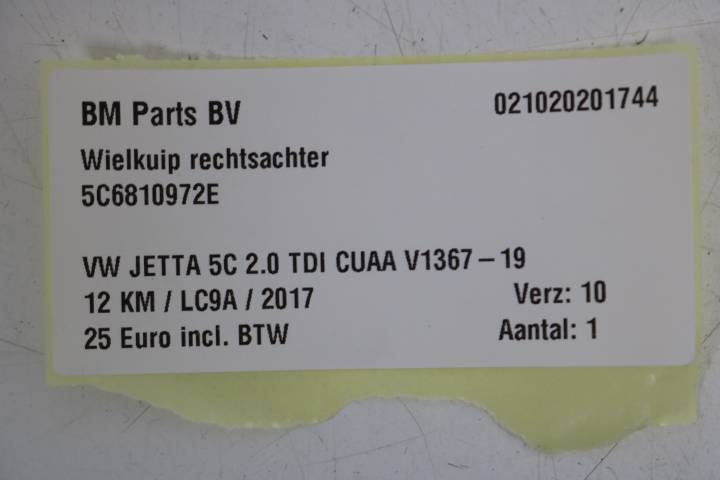 BM Parts BV 021020201744
Wielkuip rechtsachter
5C6810972E
VW JETTA 5C 2.0 TDI CUAA V1367-19
12 KM / LC9A / 2017 Verz: 10
25 Euro incl. BTW Aantal: 1